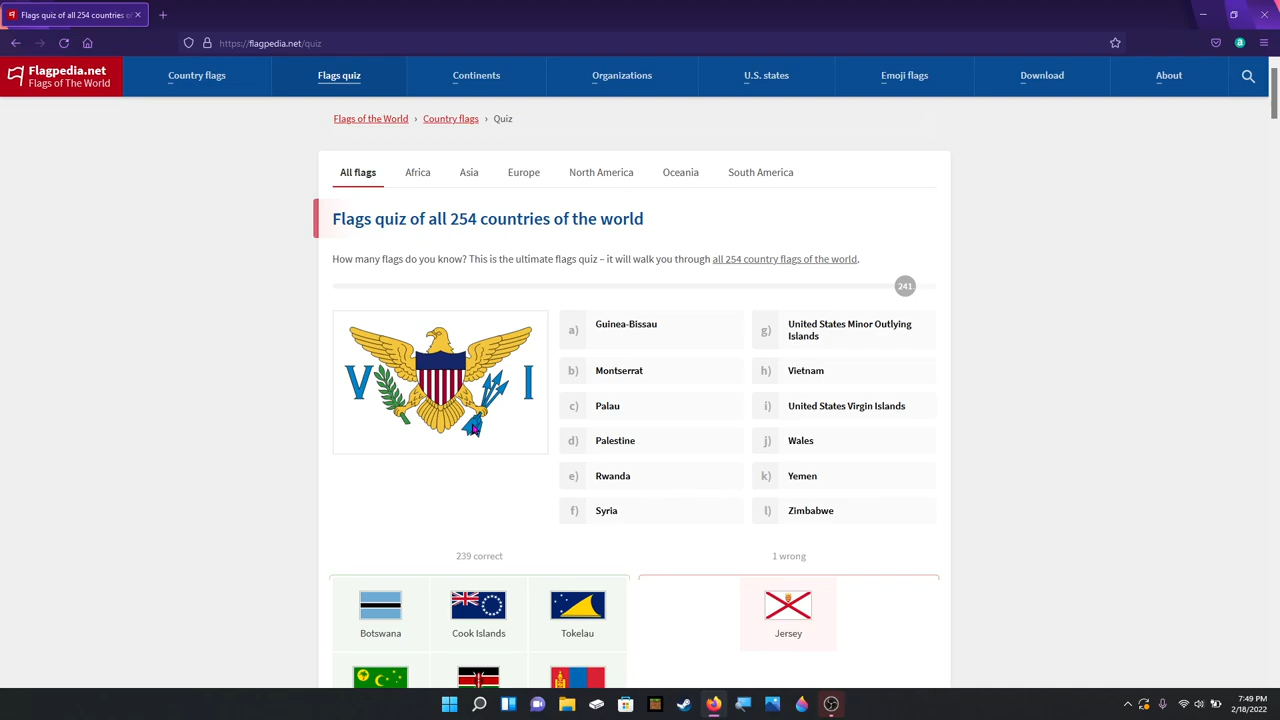 Flags quiz of all 254 countries of
https://flagpedia.net/quiz
Flagpedia.net
Flags of The World
Country flags
Flags quiz
Continents
Organizations
U.S. states
Emoji flags
Download
About
Flags of the World › Country flags › Quiz
All flags
Africa
Asia
Europe
North America
Oceania
South America
Flags quiz of all 254 countries of the world
How many flags do you know? This is the ultimate flags quiz – it will walk you through all 254 country flags of the world.
241
V I
a) Guinea-Bissau
b) Montserrat
c) Palau
d) Palestine
e) Rwanda
f) Syria
g) United States Minor Outlying
Islands
h) Vietnam
i) United States Virgin Islands
j) Wales
k) Yemen
l) Zimbabwe
239 correct
1 wrong
Botswana
Cook Islands
Tokelau
Jersey
7:49 PM
2/18/2022